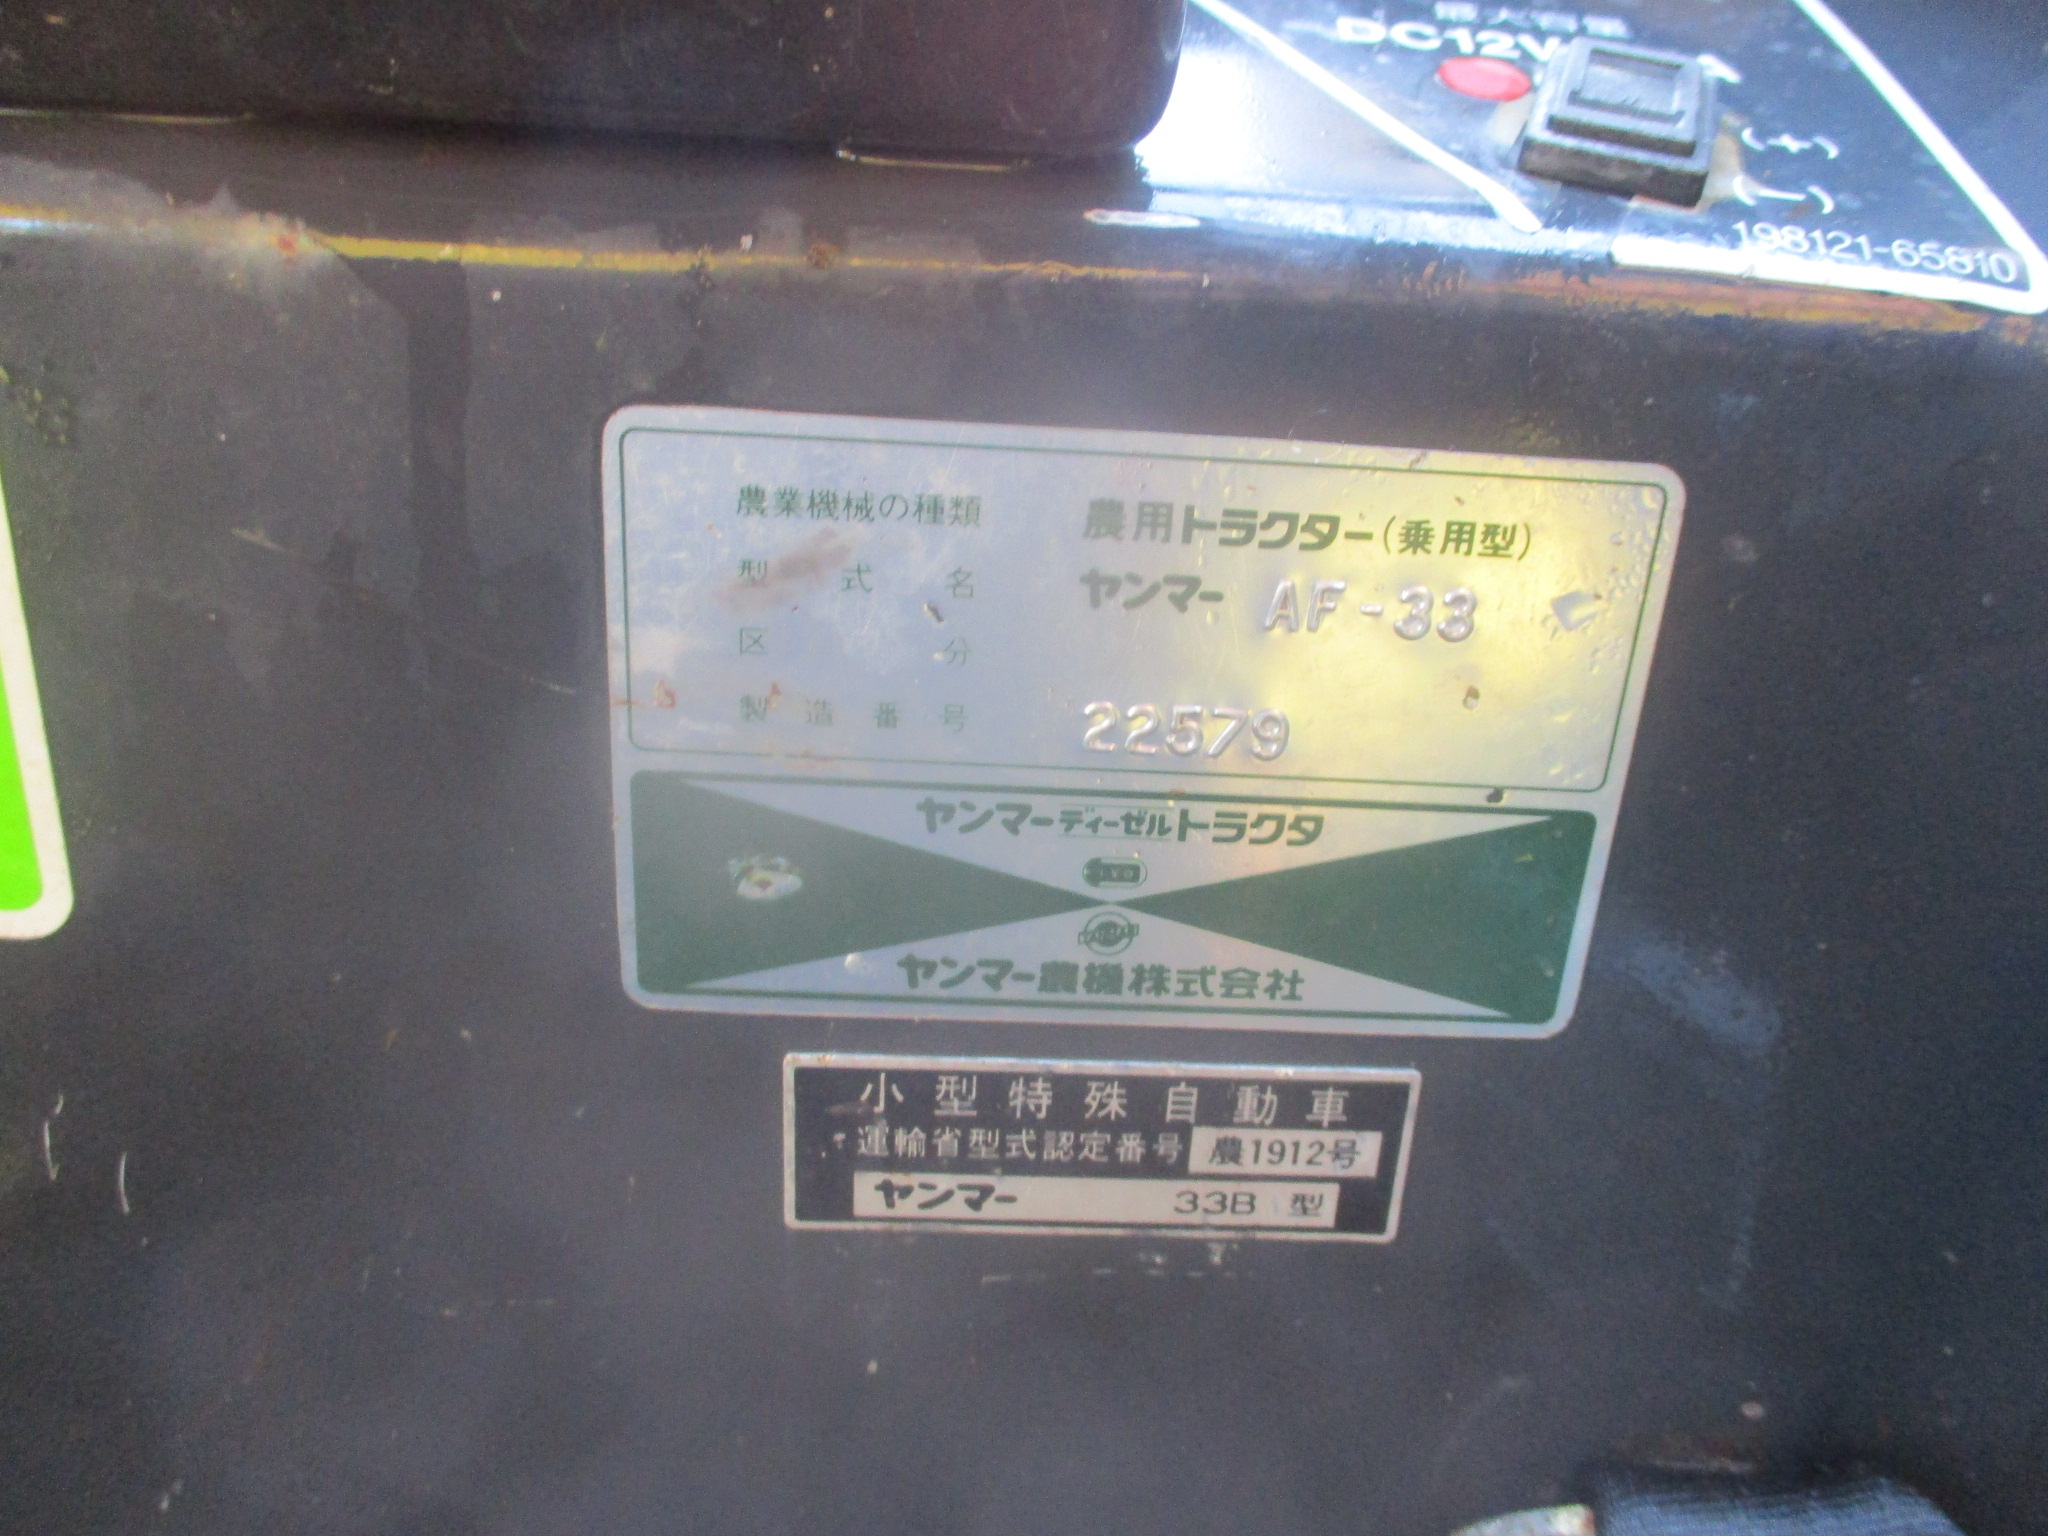 最大容量
DC12V
(+)
(−)
198121-65810
農業機械の種類 農用トラクター(乗用型)
型式名 ヤンマー AF-33
区分
製造番号 22579
ヤンマーディーゼルトラクタ
ヤンマー農機株式会社
小型特殊自動車
運輸省型式認定番号 農1912号
ヤンマー 33B 型